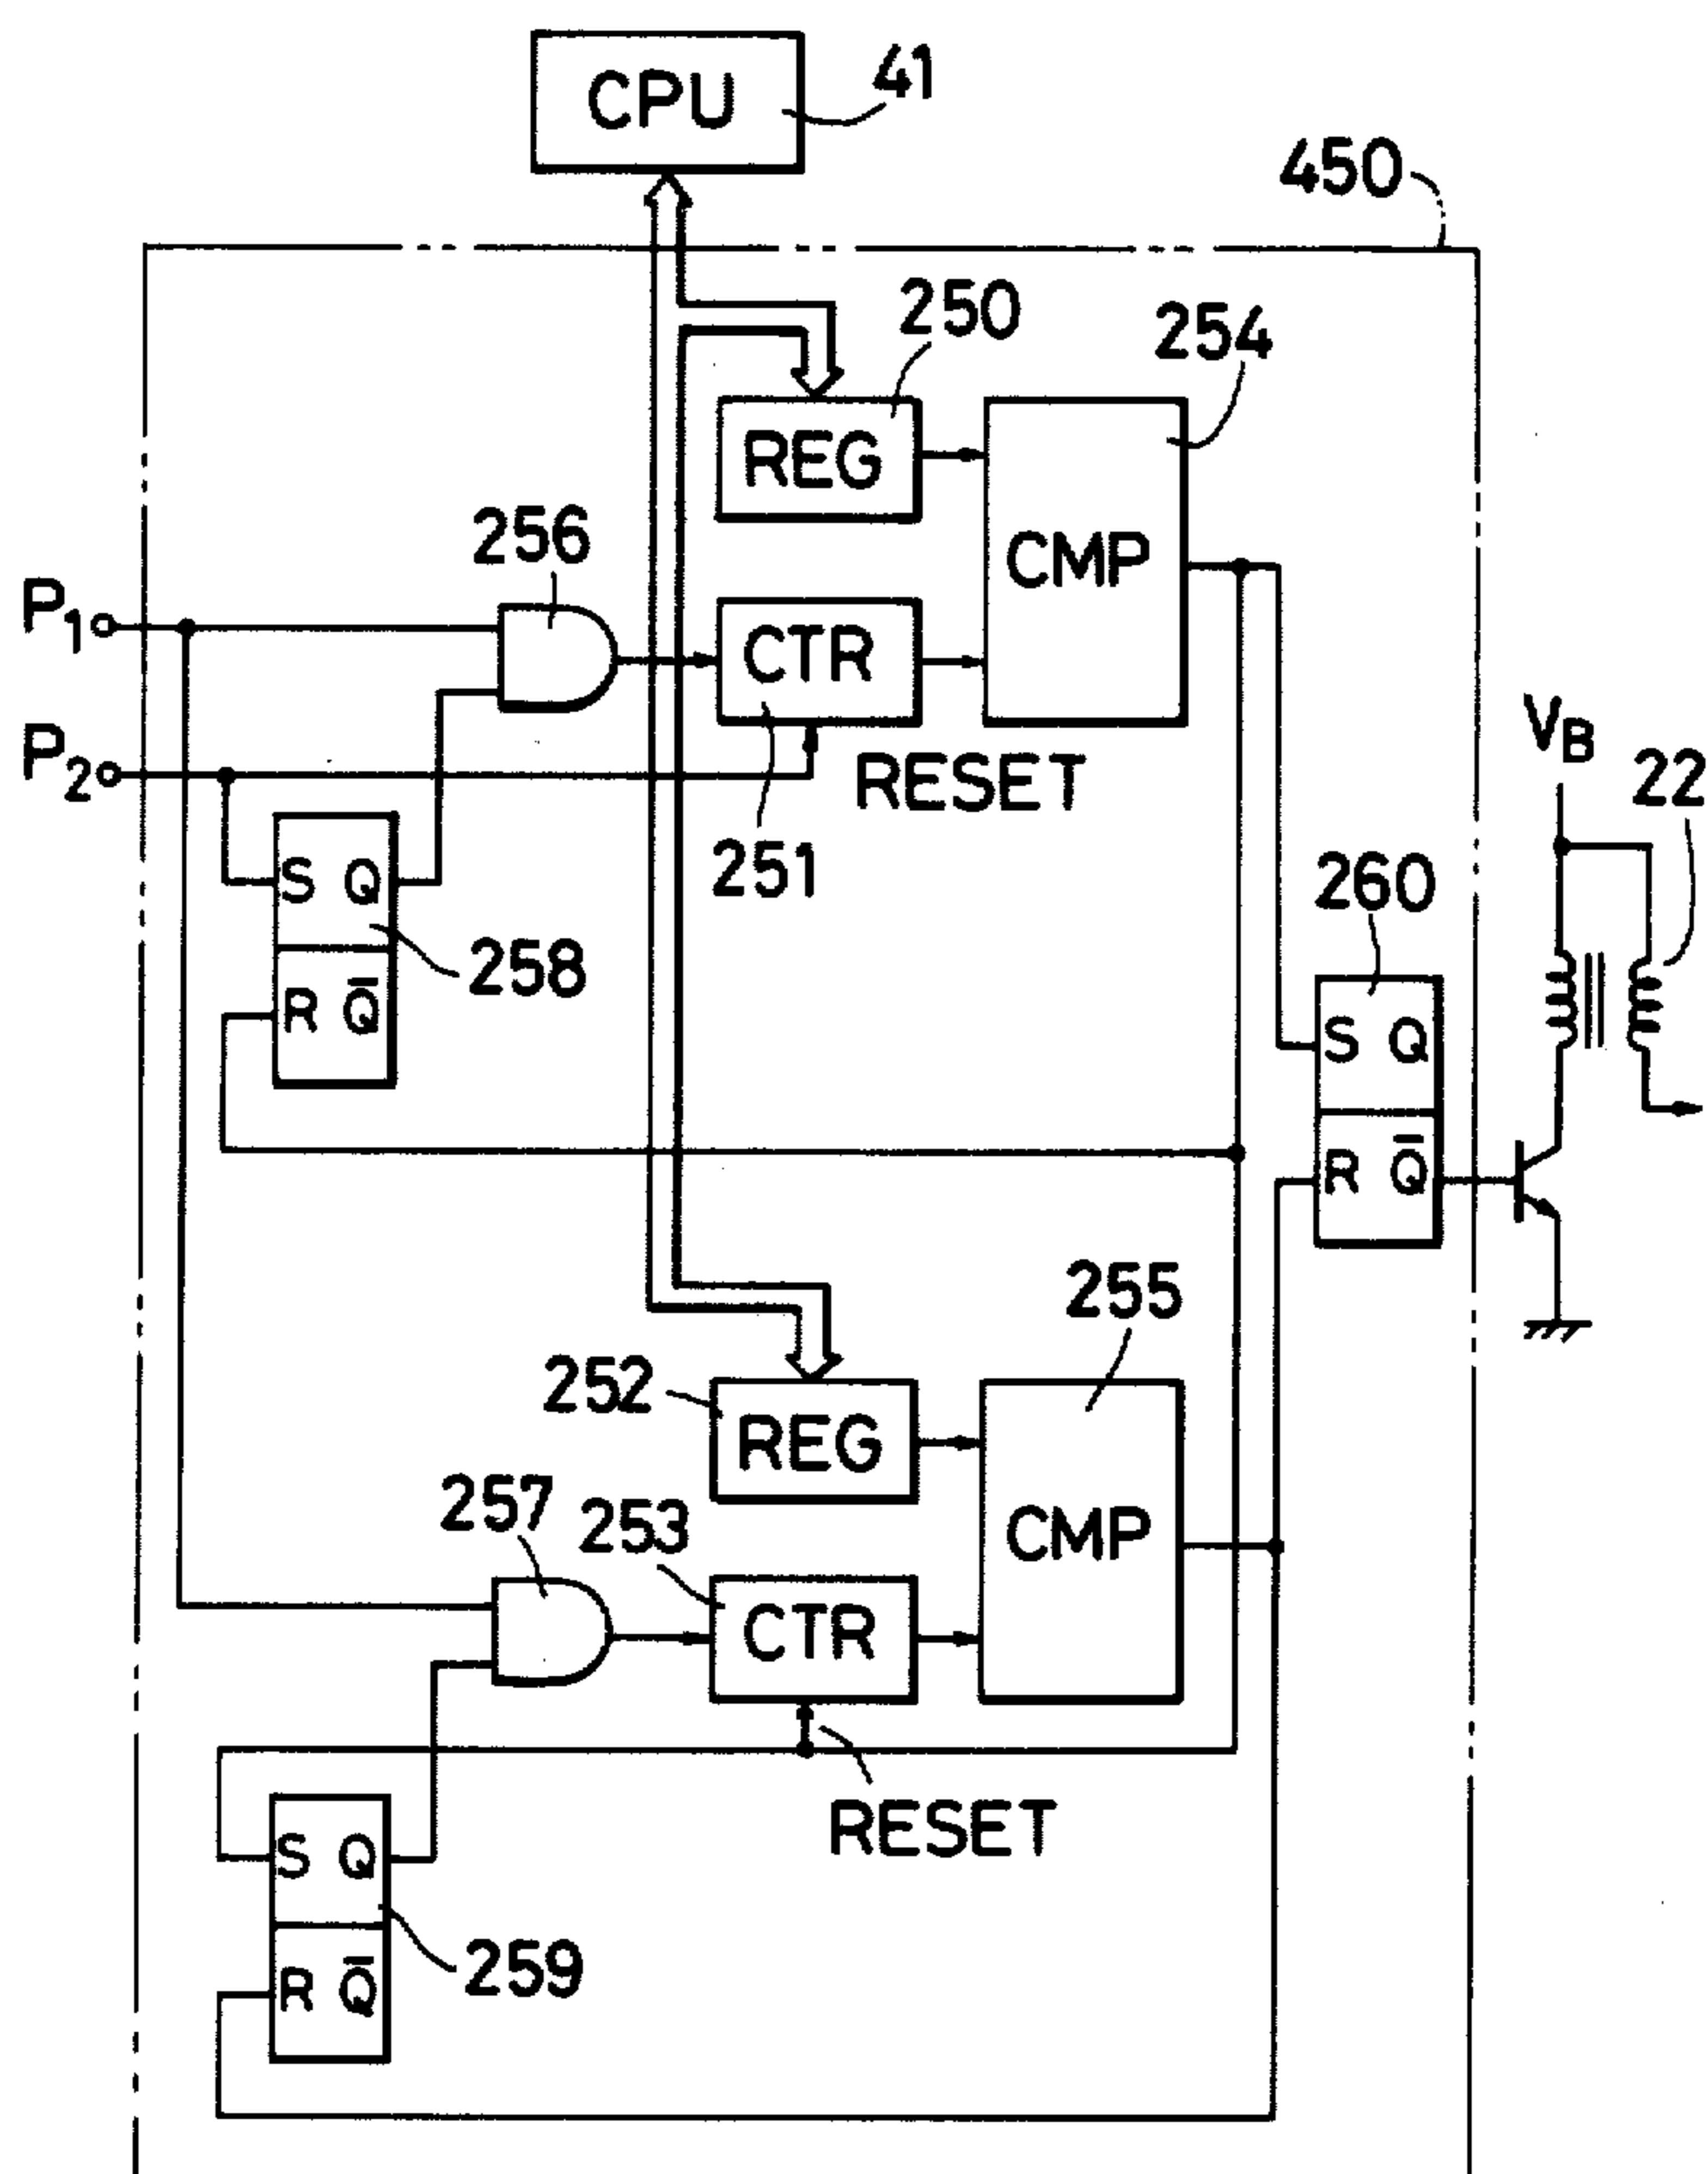 CPU
41
450
250
254
REG
CMP
256
P1
CTR
P2
RESET
251
VB
22
260
S Q
258
R Q̅
S Q
R Q̅
255
252
REG
257
253
CMP
CTR
RESET
S Q
259
R Q̅